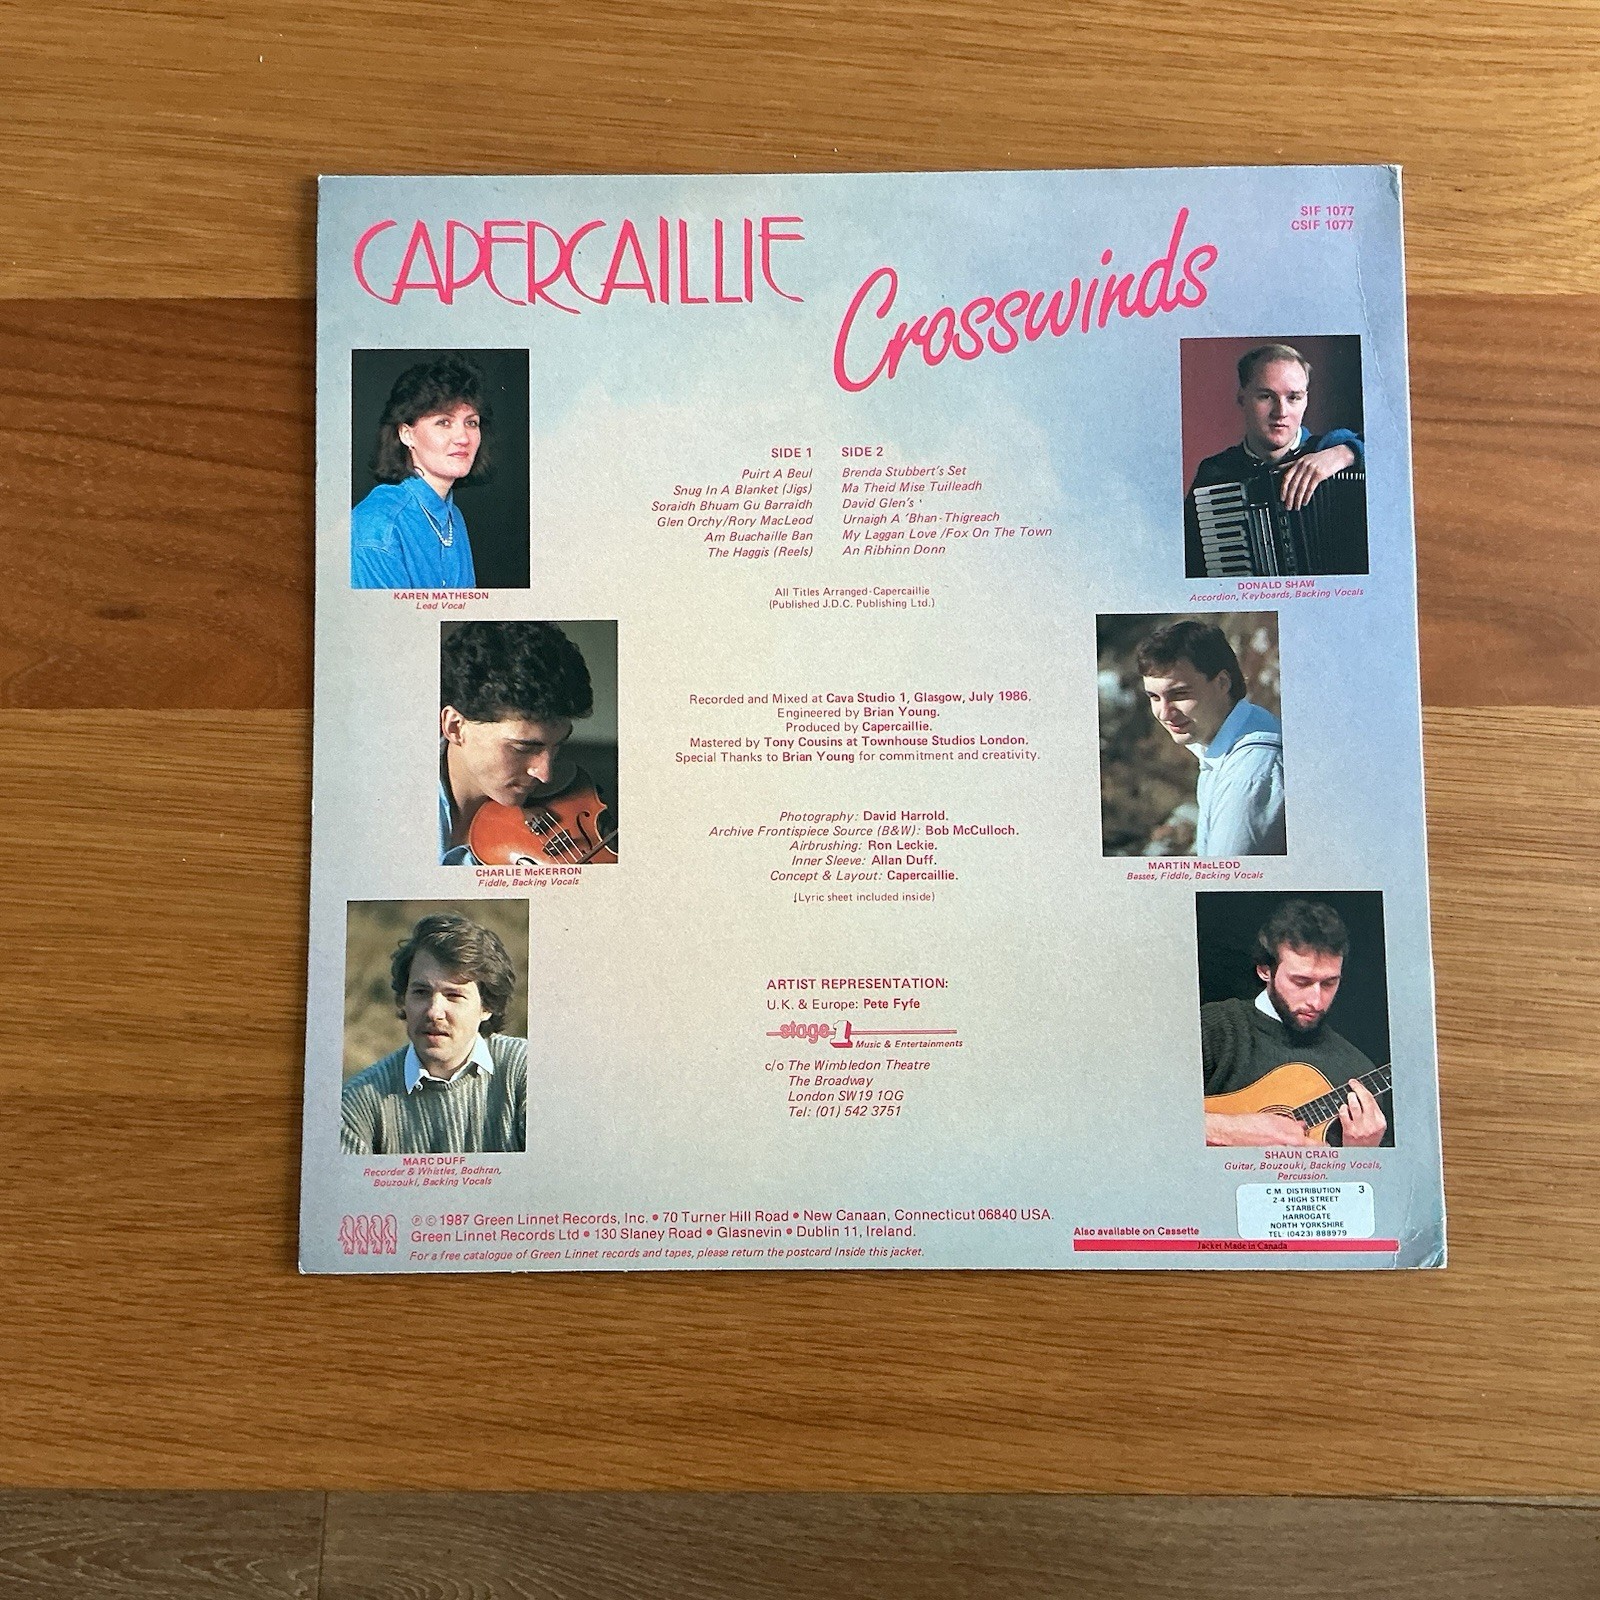 CAPERCAILLIE
Crosswinds
SIF 1077
CSIF 1077
SIDE 1
Puirt A Beul
Snug In A Blanket (Jigs)
Soraidh Bhuam Gu Barraidh
Glen Orchy/Rory MacLeod
Am Buachaille Ban
The Haggis (Reels)
SIDE 2
Brenda Stubbert's Set
Ma Theid Mise Tuilleadh
David Glen's
Urnaigh A 'Bhan-Thigreach
My Laggan Love /Fox On The Town
An Ribhinn Donn
All Titles Arranged-Capercaillie
(Published J.D.C. Publishing Ltd.)
KAREN MATHESON
Lead Vocal
DONALD SHAW
Accordion, Keyboards, Backing Vocals
Recorded and Mixed at Cava Studio 1, Glasgow, July 1986.
Engineered by Brian Young.
Produced by Capercaillie.
Mastered by Tony Cousins at Townhouse Studios London.
Special Thanks to Brian Young for commitment and creativity.
Photography: David Harrold.
Archive Frontispiece Source (B&W): Bob McCulloch.
Airbrushing: Ron Leckie.
Inner Sleeve: Allan Duff.
Concept & Layout: Capercaillie.
(Lyric sheet included inside)
CHARLIE McKERRON
Fiddle, Backing Vocals
MARTIN MacLEOD
Basses, Fiddle, Backing Vocals
ARTIST REPRESENTATION:
U.K. & Europe: Pete Fyfe
stage 1
Music & Entertainments
c/o The Wimbledon Theatre
The Broadway
London SW19 1QG
Tel: (01) 542 3751
MARC DUFF
Recorder & Whistles, Bodhran,
Bouzouki, Backing Vocals
SHAUN CRAIG
Guitar, Bouzouki, Backing Vocals,
Percussion.
C.M. DISTRIBUTION 3
2-4 HIGH STREET
STARBECK
HARROGATE
NORTH YORKSHIRE
TEL: (0423) 888979
℗ © 1987 Green Linnet Records, Inc. • 70 Turner Hill Road • New Canaan, Connecticut 06840 USA.
Green Linnet Records Ltd • 130 Slaney Road • Glasnevin • Dublin 11, Ireland.
For a free catalogue of Green Linnet records and tapes, please return the postcard Inside this jacket.
Also available on Cassette
Jacket Made in Canada